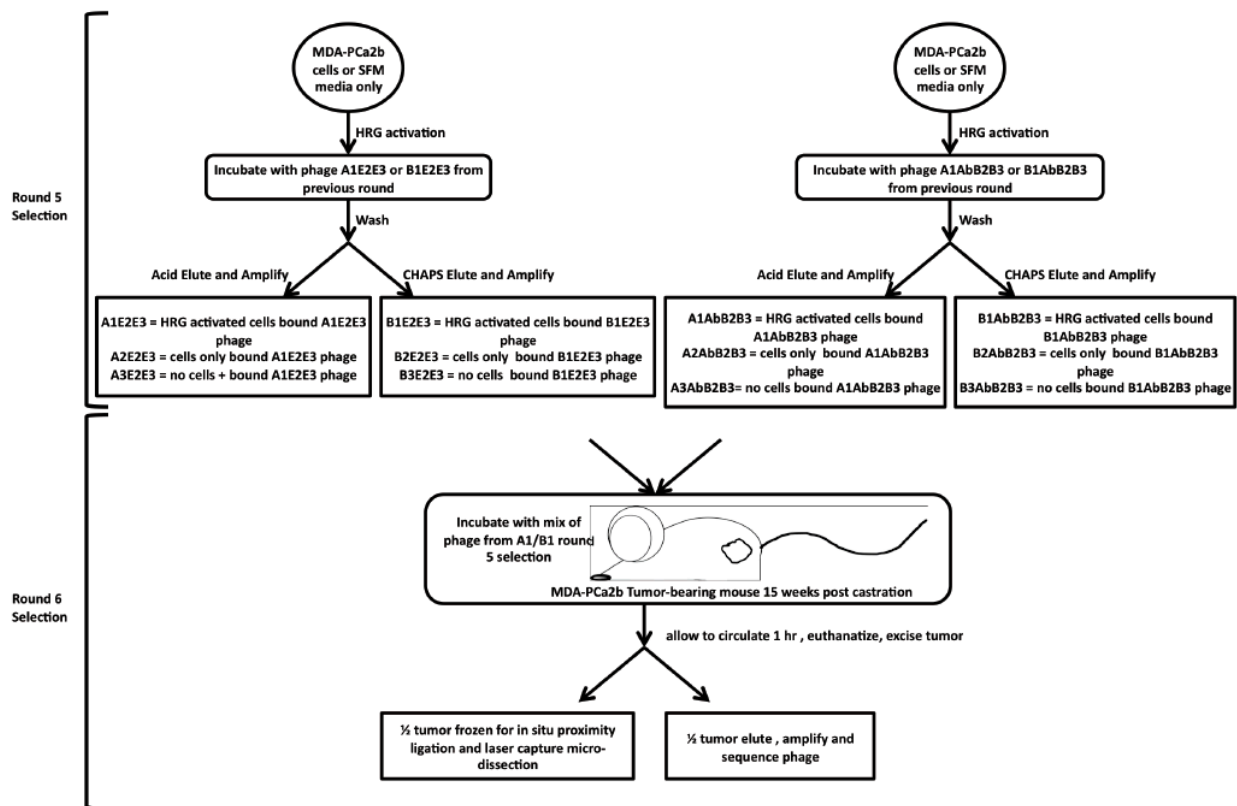 MDA-PCa2b
cells or SFM
media only
HRG activation
Incubate with phage A1E2E3 or B1E2E3 from
previous round
Wash
Acid Elute and Amplify
CHAPS Elute and Amplify
A1E2E3 = HRG activated cells bound A1E2E3
phage
A2E2E3 = cells only bound A1E2E3 phage
A3E2E3 = no cells + bound A1E2E3 phage
B1E2E3 = HRG activated cells bound B1E2E3
phage
B2E2E3 = cells only  bound B1E2E3 phage
B3E2E3 = no cells  bound B1E2E3 phage
MDA-PCa2b
cells or SFM
media only
HRG activation
Incubate with phage A1AbB2B3 or B1AbB2B3
from previous round
Wash
Acid Elute and Amplify
CHAPS Elute and Amplify
A1AbB2B3 = HRG activated cells bound
A1AbB2B3 phage
A2AbB2B3 = cells only  bound A1AbB2B3
phage
A3AbB2B3= no cells bound A1AbB2B3 phage
B1AbB2B3 = HRG activated cells bound
B1AbB2B3 phage
B2AbB2B3 = cells only  bound B1AbB2B3
phage
B3AbB2B3 = no cells bound B1AbB2B3 phage
Round 5
Selection
Incubate with mix of
phage from A1/B1 round
5 selection
MDA-PCa2b Tumor-bearing mouse 15 weeks post castration
Round 6
Selection
allow to circulate 1 hr , euthanatize, excise tumor
½ tumor frozen for in situ proximity
ligation and laser capture micro-
dissection
½ tumor elute , amplify and
sequence phage